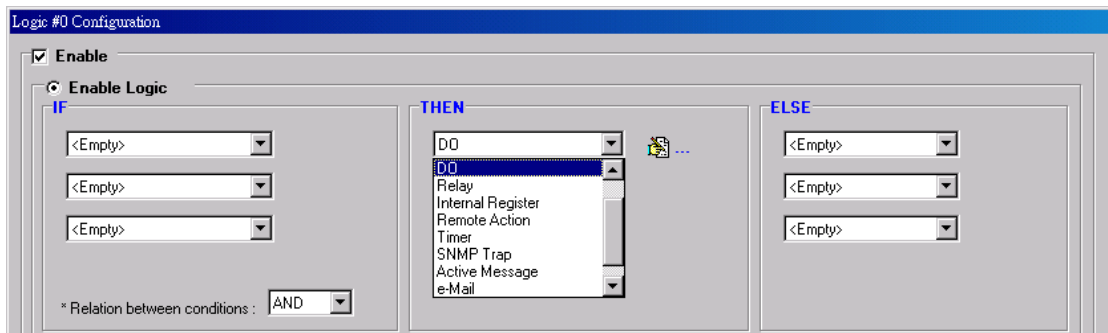 Logic #0 Configuration
Enable
Enable Logic
IF
<Empty>
<Empty>
<Empty>
* Relation between conditions : AND
THEN
DO
...
DO
Relay
Internal Register
Remote Action
Timer
SNMP Trap
Active Message
e-Mail
ELSE
<Empty>
<Empty>
<Empty>